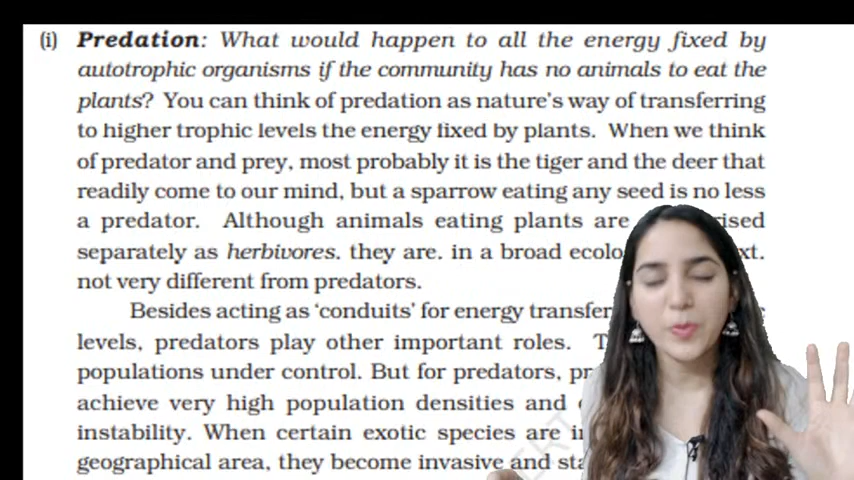 (i) Predation: What would happen to all the energy fixed by
autotrophic organisms if the community has no animals to eat the
plants? You can think of predation as nature's way of transferring
to higher trophic levels the energy fixed by plants. When we think
of predator and prey, most probably it is the tiger and the deer that
readily come to our mind, but a sparrow eating any seed is no less
a predator. Although animals eating plants are
separately as herbivores, they are, in a broad
not very different from predators.
Besides acting as 'conduits' for energy transfer
levels, predators play other important roles.
populations under control. But for predators,
achieve very high population densities and
instability. When certain exotic species are
geographical area, they become invasive and